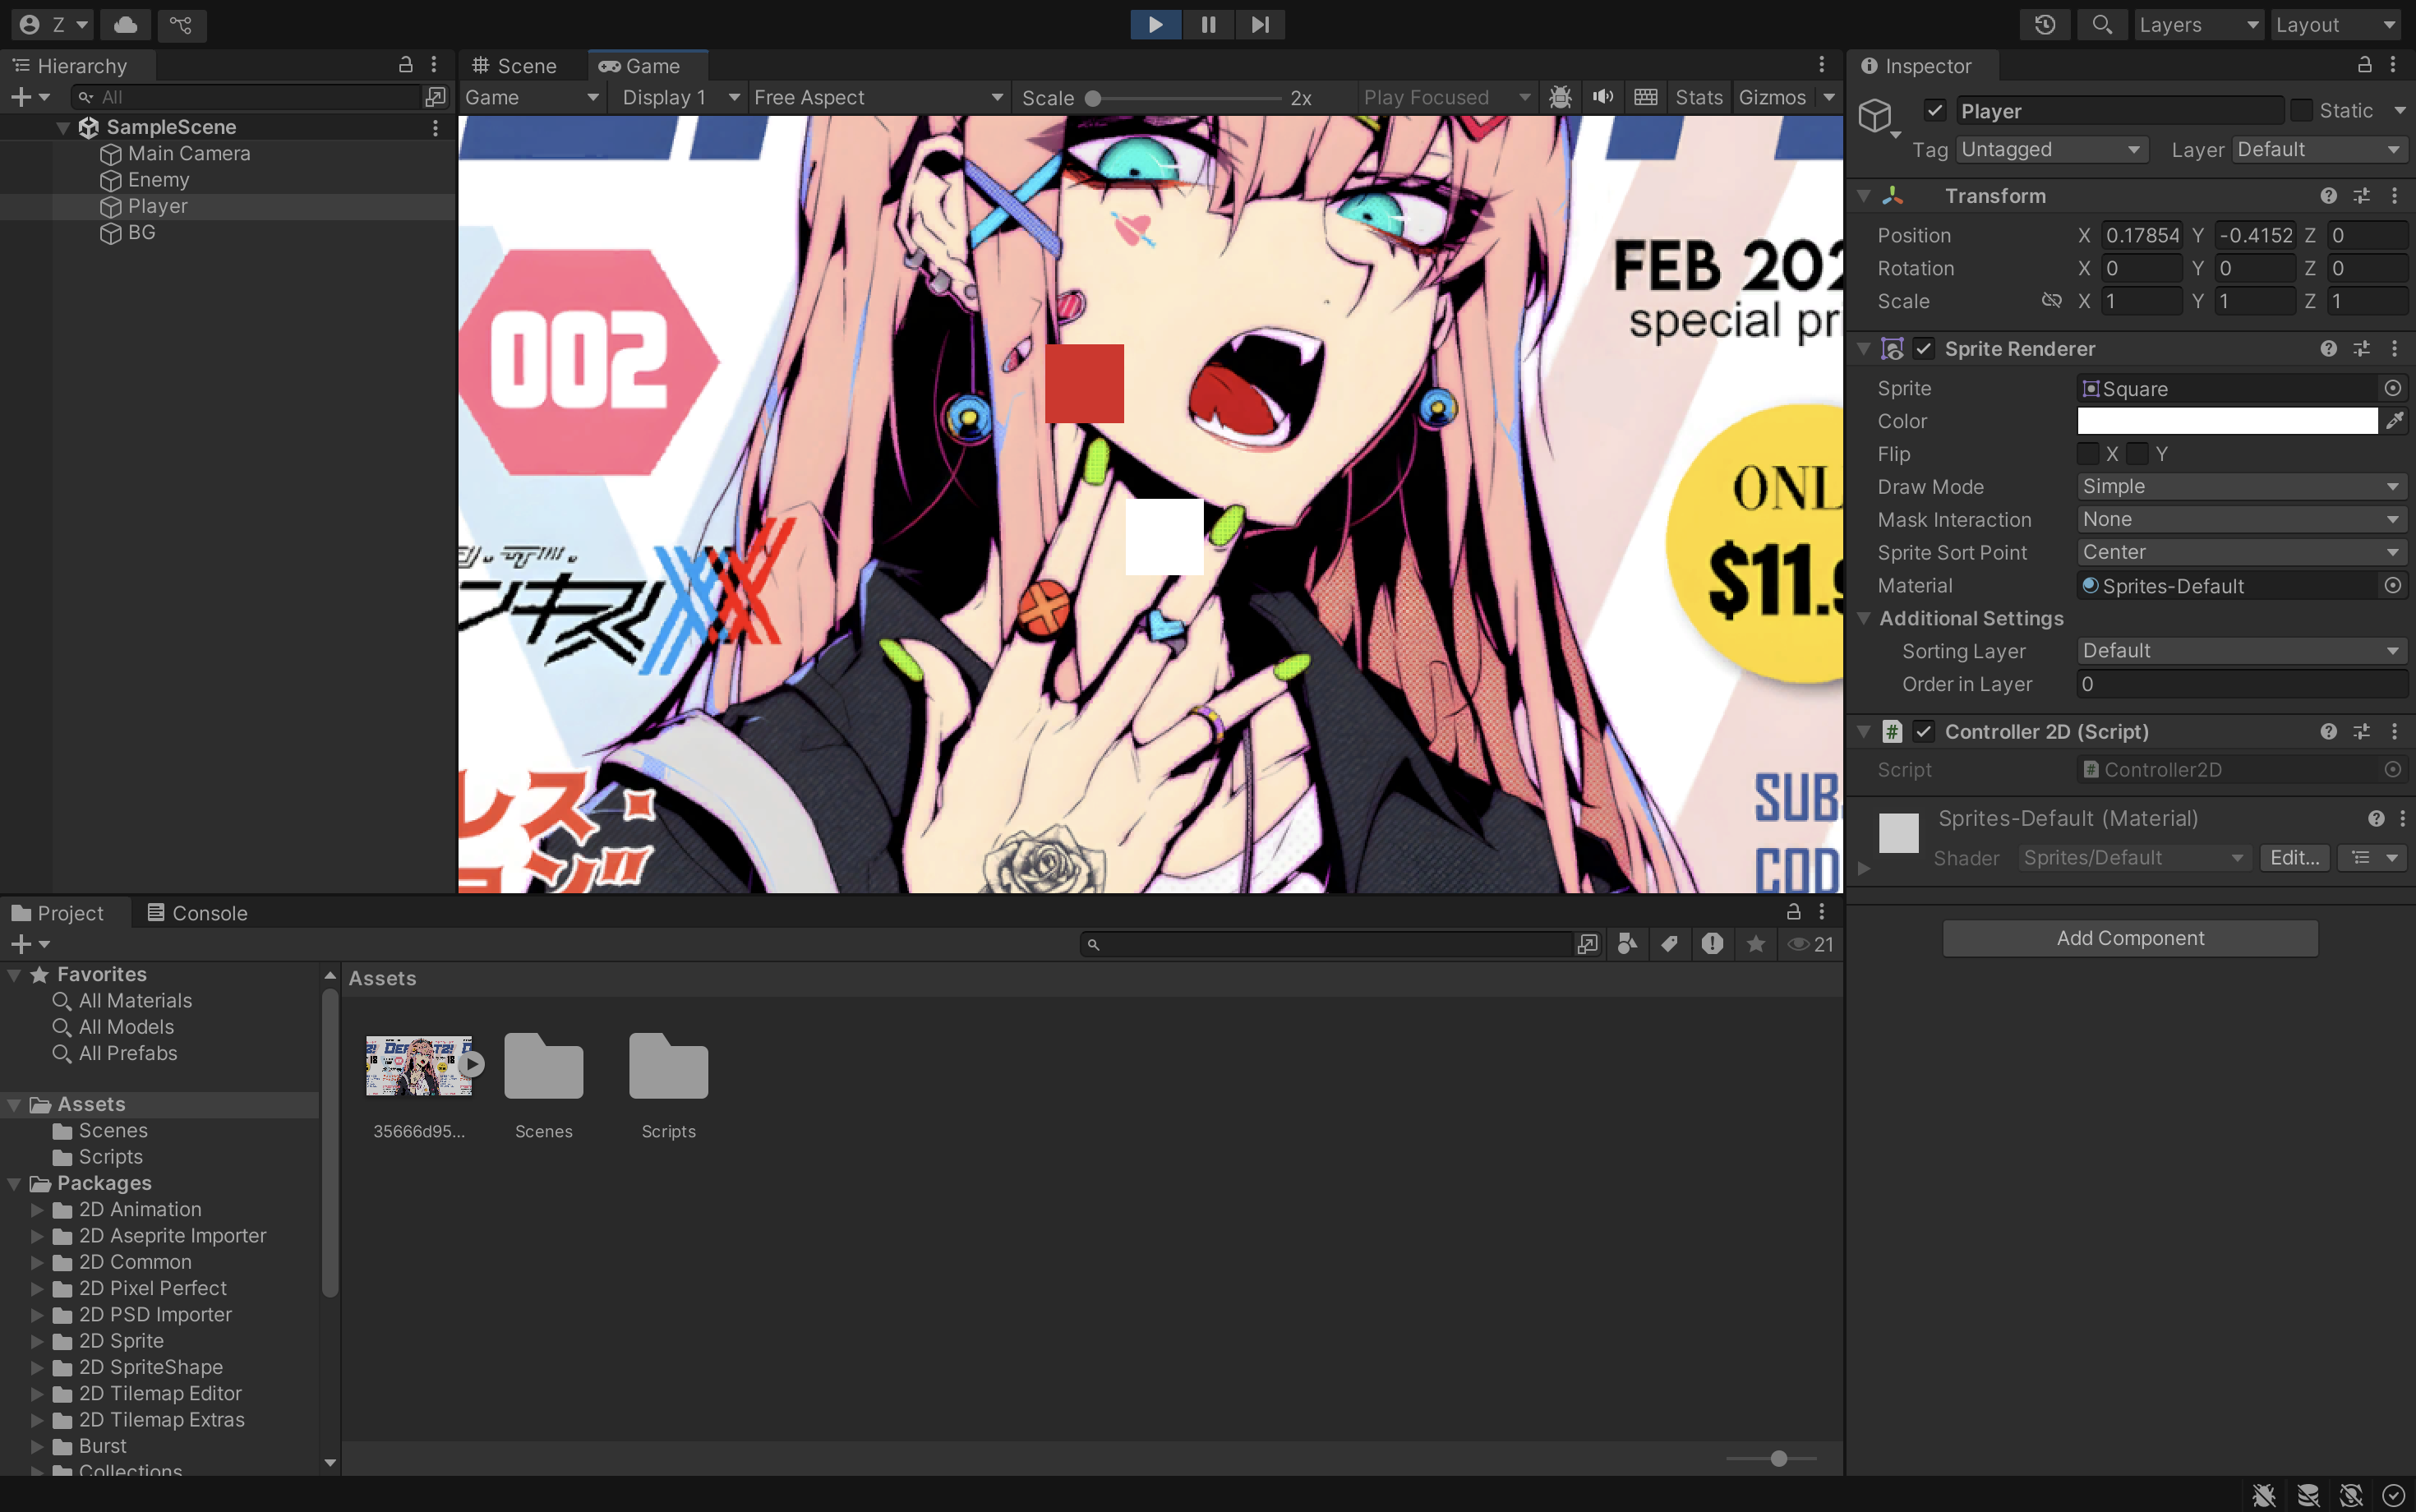 Z
Layers
Layout
Hierarchy
All
SampleScene
Main Camera
Enemy
Player
BG
Scene
Game
Game
Display 1
Free Aspect
Scale
2x
Play Focused
Stats
Gizmos
002
FEB 202
special pr
ONL
$11.9
SUB
COD
レス・
ョン
Inspector
Player
Static
Tag
Untagged
Layer
Default
Transform
Position X 0.17854 Y -0.4152 Z 0
Rotation X 0 Y 0 Z 0
Scale X 1 Y 1 Z 1
Sprite Renderer
Sprite
Square
Color
Flip
X Y
Draw Mode
Simple
Mask Interaction
None
Sprite Sort Point
Center
Material
Sprites-Default
Additional Settings
Sorting Layer
Default
Order in Layer
0
Controller 2D (Script)
Script
Controller2D
Sprites-Default (Material)
Shader
Sprites/Default
Edit...
Add Component
Project
Console
21
Favorites
All Materials
All Models
All Prefabs
Assets
Scenes
Scripts
Packages
2D Animation
2D Aseprite Importer
2D Common
2D Pixel Perfect
2D PSD Importer
2D Sprite
2D SpriteShape
2D Tilemap Editor
2D Tilemap Extras
Burst
Collections
Assets
35666d95...
Scenes
Scripts